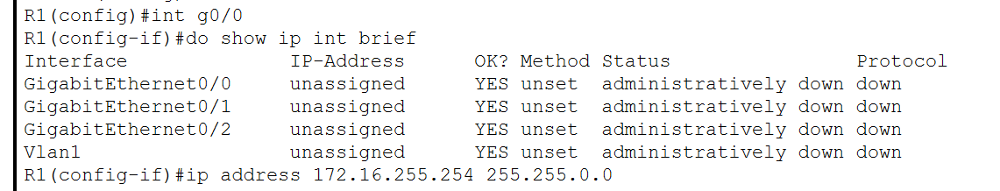 R1(config)#int g0/0
R1(config-if)#do show ip int brief
Interface IP-Address OK? Method Status Protocol
GigabitEthernet0/0 unassigned YES unset administratively down down
GigabitEthernet0/1 unassigned YES unset administratively down down
GigabitEthernet0/2 unassigned YES unset administratively down down
Vlan1 unassigned YES unset administratively down down
R1(config-if)#ip address 172.16.255.254 255.255.0.0